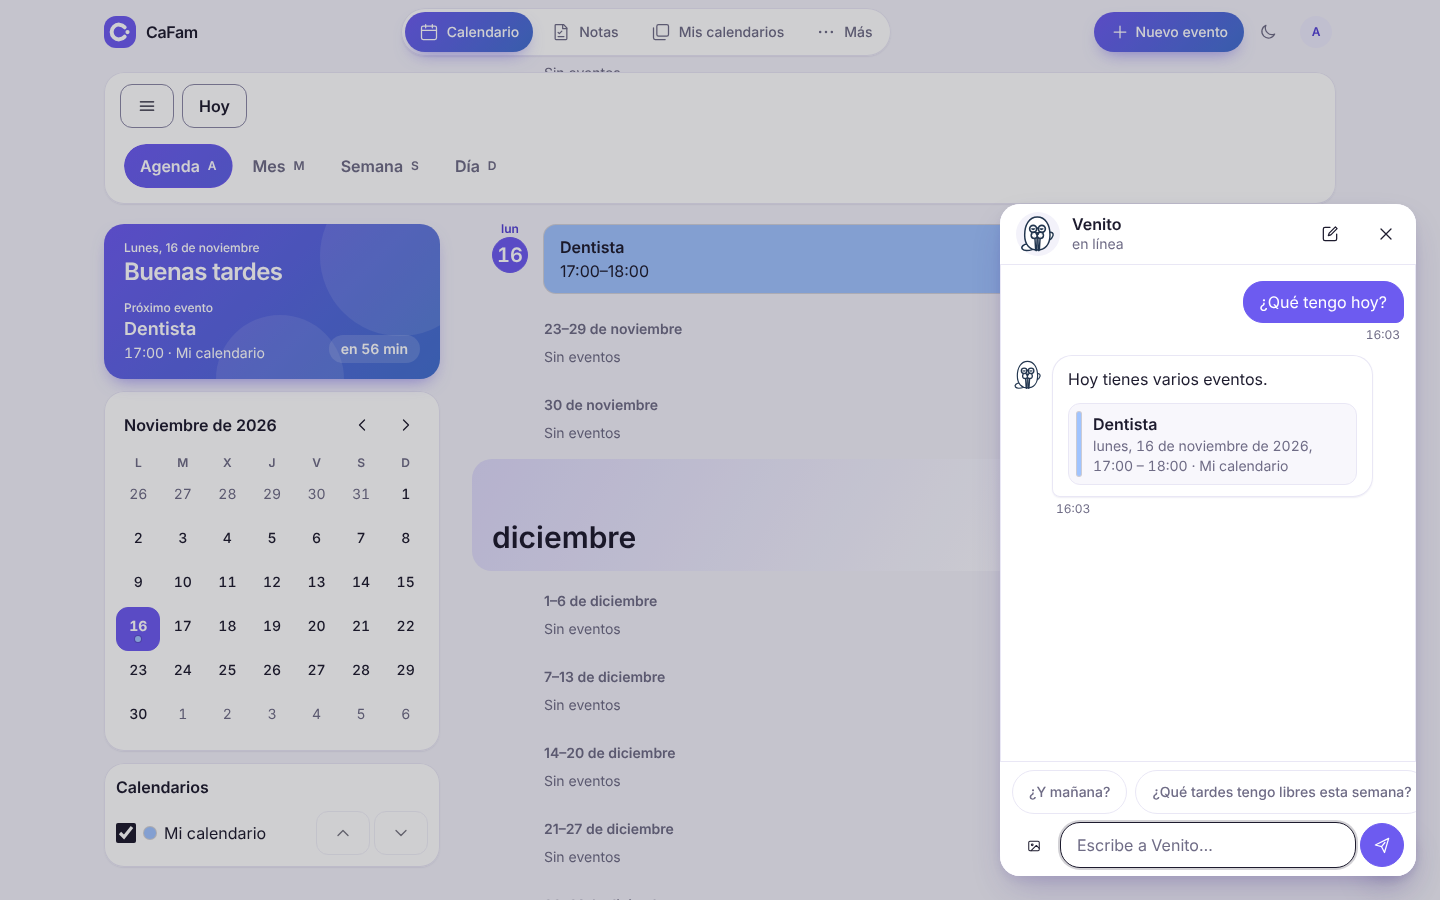 CaFam
Calendario
Notas
Mis calendarios
Más
Nuevo evento
A
Sin eventos
Hoy
Agenda A
Mes M
Semana S
Día D
Lunes, 16 de noviembre
Buenas tardes
Próximo evento
Dentista
17:00 · Mi calendario
en 56 min
Noviembre de 2026
L M X J V S D
26 27 28 29 30 31 1
2 3 4 5 6 7 8
9 10 11 12 13 14 15
16 17 18 19 20 21 22
23 24 25 26 27 28 29
30 1 2 3 4 5 6
Calendarios
Mi calendario
lun
16
Dentista
17:00–18:00
23–29 de noviembre
Sin eventos
30 de noviembre
Sin eventos
diciembre
1–6 de diciembre
Sin eventos
7–13 de diciembre
Sin eventos
14–20 de diciembre
Sin eventos
21–27 de diciembre
Sin eventos
Venito
en línea
¿Qué tengo hoy?
16:03
Hoy tienes varios eventos.
Dentista
lunes, 16 de noviembre de 2026,
17:00 – 18:00 · Mi calendario
16:03
¿Y mañana?
¿Qué tardes tengo libres esta semana?
Escribe a Venito...